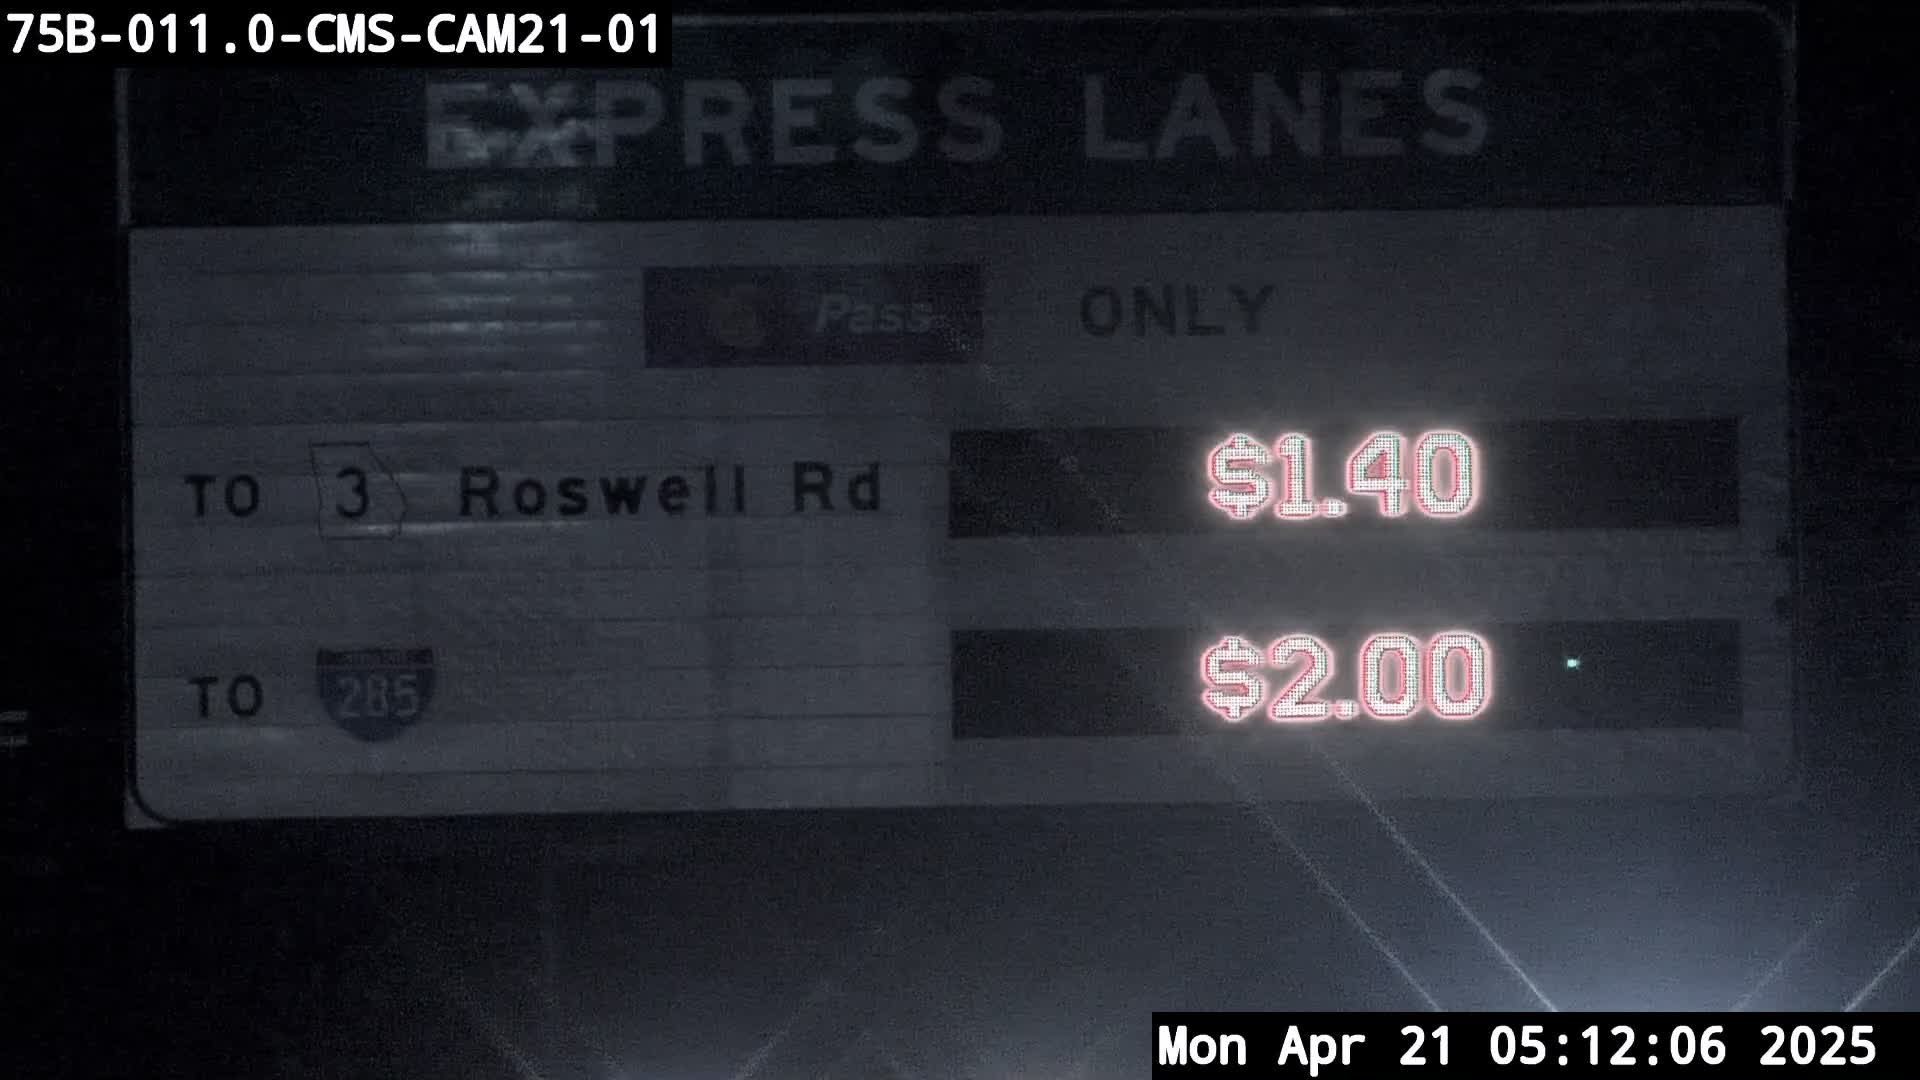 75B-011.0-CMS-CAM21-01
EXPRESS LANES
Pass ONLY
TO 3 Roswell Rd $1.40
TO 285 $2.00
Mon Apr 21 05:12:06 2025